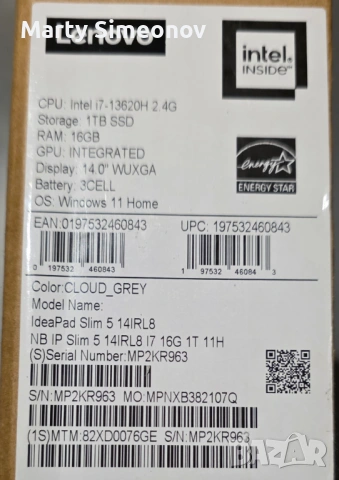 Marty Simeonov
Lenovo
intel.
INSIDE™
CPU: Intel i7-13620H 2.4G
Storage: 1TB SSD
RAM: 16GB
GPU: INTEGRATED
Display: 14.0" WUXGA
Battery: 3CELL
OS: Windows 11 Home
energy
ENERGY STAR
EAN:0197532460843
UPC: 197532460843
0 197532 460843
1 97532 46084 3
Color:CLOUD_GREY
Model Name:
IdeaPad Slim 5 14IRL8
NB IP Slim 5 14IRL8 I7 16G 1T 11H
(S)Serial Number:MP2KR963
S/N:MP2KR963 MO:MPNXB382107Q
(1S)MTM:82XD0076GE S/N:MP2KR963
BAZAR